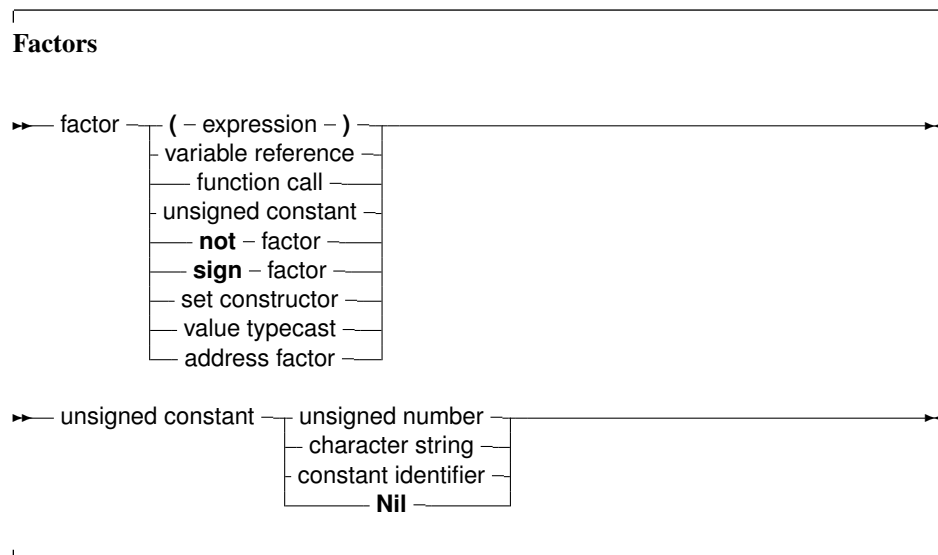 Factors
factor ( expression )
variable reference
function call
unsigned constant
not factor
sign factor
set constructor
value typecast
address factor
unsigned constant unsigned number
character string
constant identifier
Nil